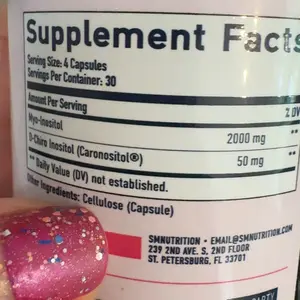 Supplement Facts
Serving Size: 4 Capsules
Servings Per Container: 30
Amount Per Serving % DV
Myo-Inositol 2000 mg **
D-Chiro Inositol (Caronositol®) 50 mg **
** Daily Value (DV) not established.
Other Ingredients: Cellulose (Capsule)
SMNUTRITION • EMAIL@SMNUTRITION.COM
239 2ND AVE. S, 2ND FLOOR
ST. PETERSBURG, FL 33701
PARTY